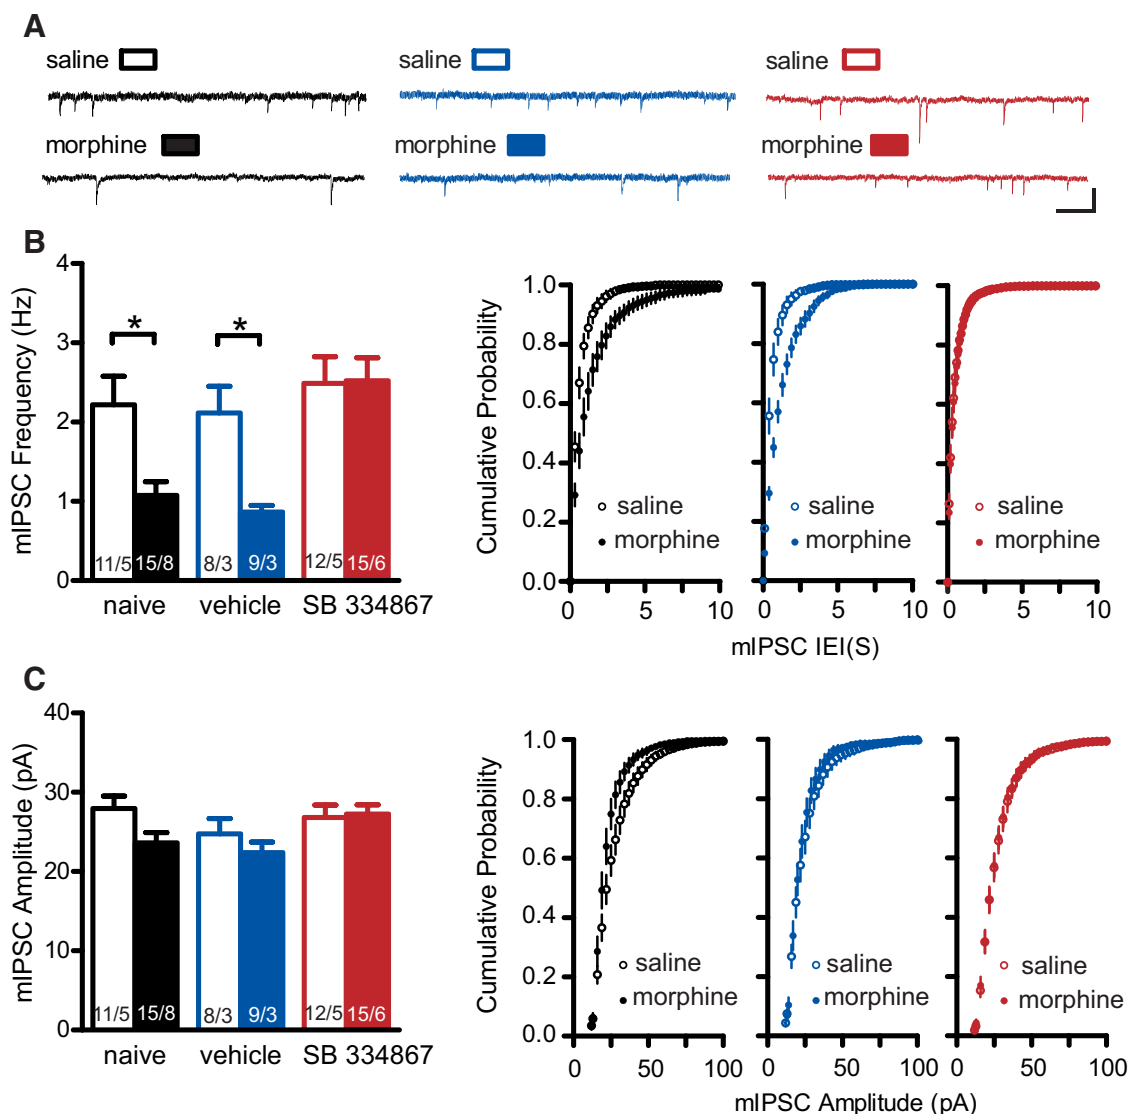 A
saline
saline
saline
morphine
morphine
morphine
B
mIPSC Frequency (Hz)
4
3
2
1
0
*
*
11/5
15/8
8/3
9/3
12/5
15/6
naive
vehicle
SB 334867
Cumulative Probability
1.0
0.8
0.6
0.4
0.2
0.0
saline
morphine
saline
morphine
saline
morphine
0
5
10
0
5
10
0
5
10
mIPSC IEI(S)
C
mIPSC Amplitude (pA)
40
30
20
10
0
11/5
15/8
8/3
9/3
12/5
15/6
naive
vehicle
SB 334867
Cumulative Probability
1.0
0.8
0.6
0.4
0.2
0.0
saline
morphine
saline
morphine
saline
morphine
0
50
100
0
50
100
0
50
100
mIPSC Amplitude (pA)